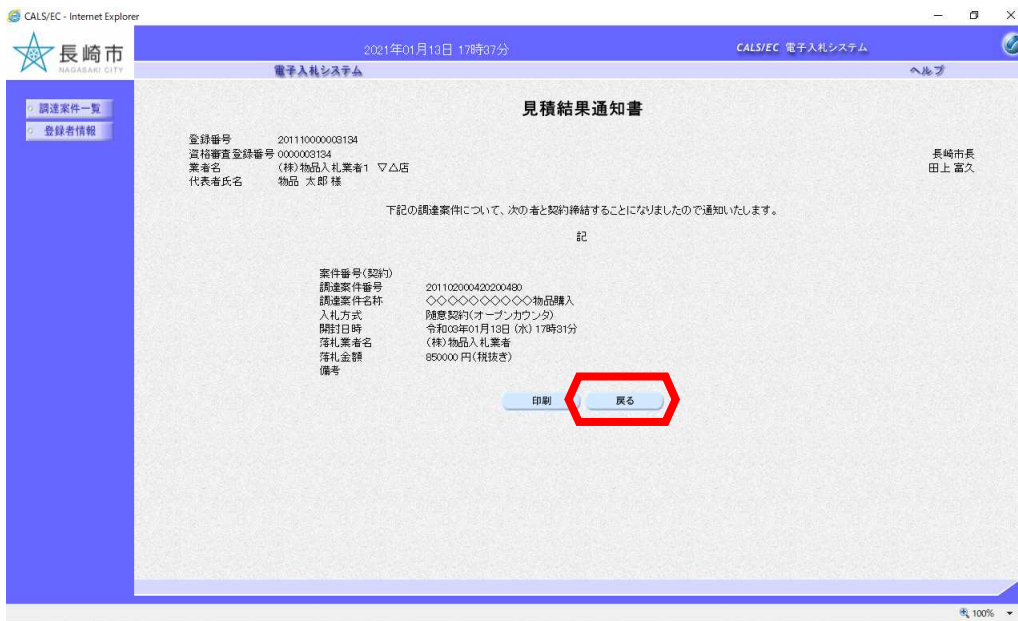 CALS/EC - Internet Explorer
長崎市
NAGASAKI CITY
2021年01月13日 17時37分
CALS/EC 電子入札システム
電子入札システム
ヘルプ
調達案件一覧
登録者情報
見積結果通知書
登録番号 201110000003134
資格審査登録番号 0000003134
業者名 (株)物品入札業者1 ▽△店
代表者氏名 物品 太郎 様
長崎市長
田上 富久
下記の調達案件について、次の者と契約締結することになりましたので通知いたします。
記
案件番号(契約)
調達案件番号 201102000420200480
調達案件名称 ◇◇◇◇◇◇◇◇◇◇物品購入
入札方式 随意契約(オープンカウンタ)
開封日時 令和03年01月13日 (水) 17時31分
落札業者名 (株)物品入札業者
落札金額 850000 円(税抜き)
備考
印刷
戻る
100%